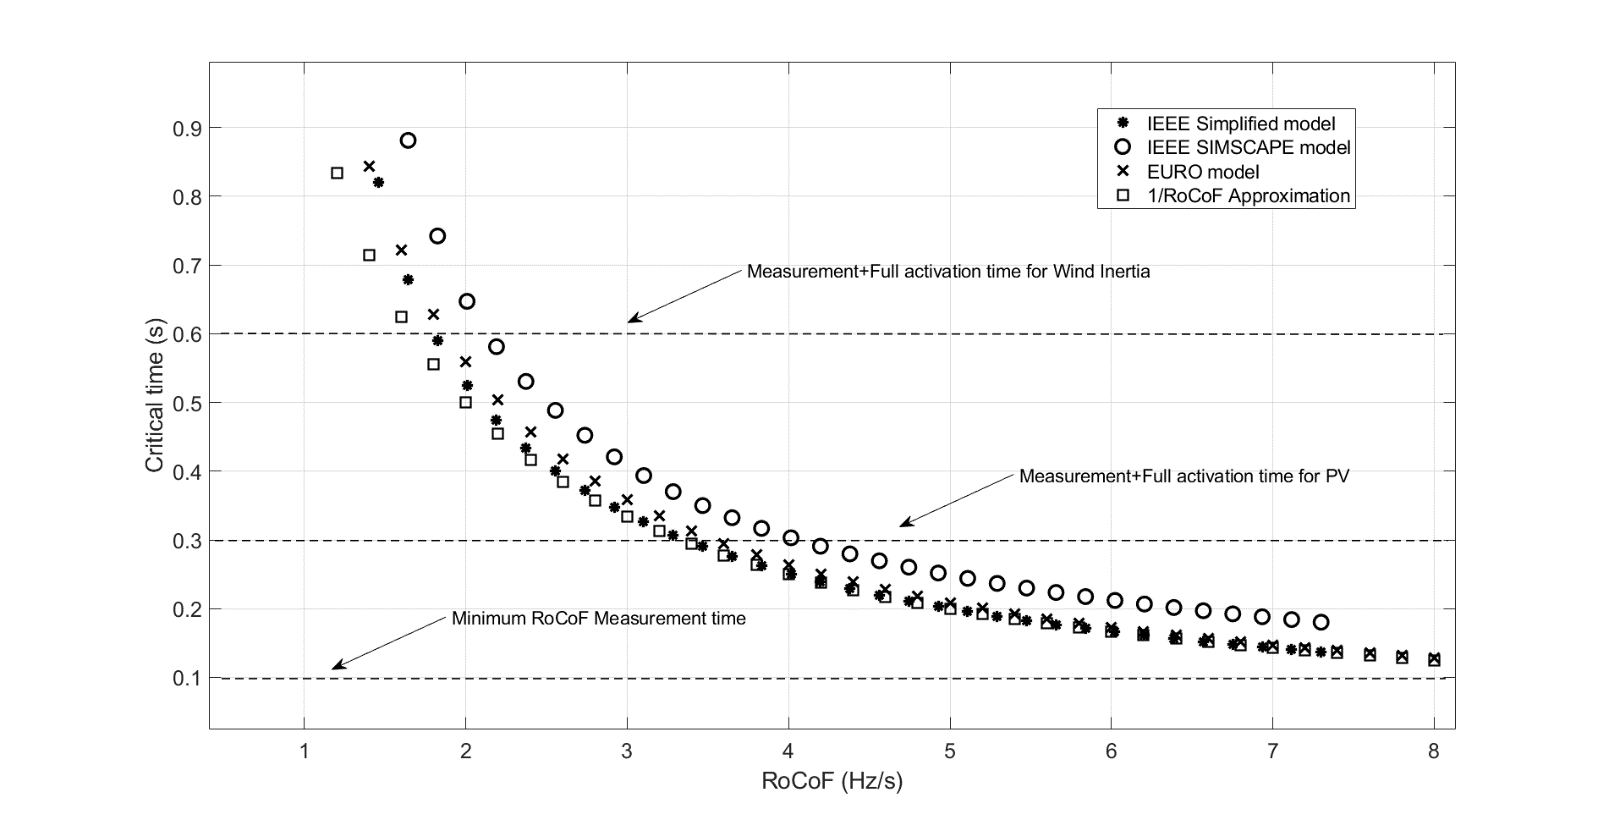 0.9
0.8
0.7
0.6
0.5
0.4
0.3
0.2
0.1
Critical time (s)
IEEE Simplified model
IEEE SIMSCAPE model
EURO model
1/RoCoF Approximation
Measurement+Full activation time for Wind Inertia
Measurement+Full activation time for PV
Minimum RoCoF Measurement time
1 2 3 4 5 6 7 8
RoCoF (Hz/s)